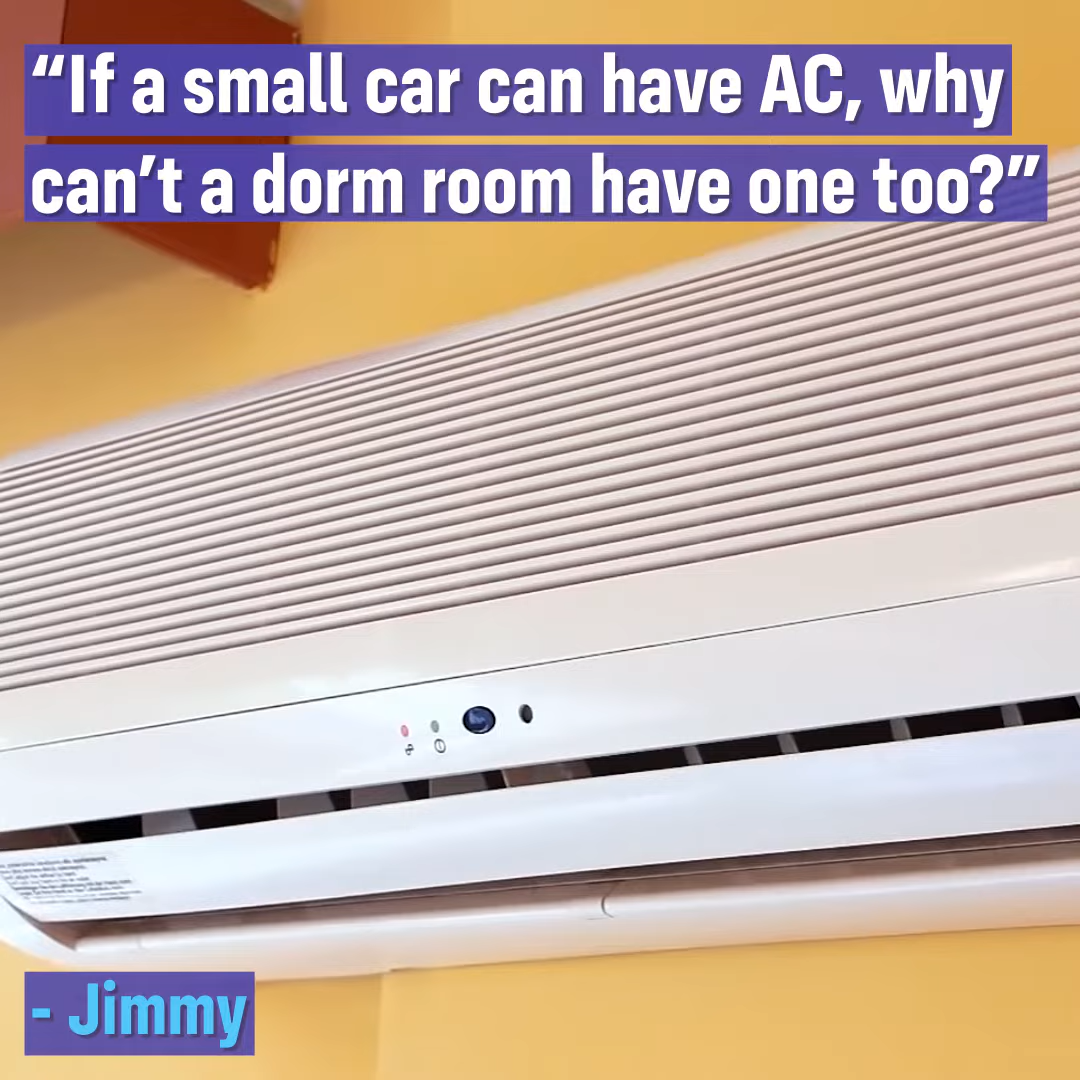 “If a small car can have AC, why
can’t a dorm room have one too?”
- Jimmy